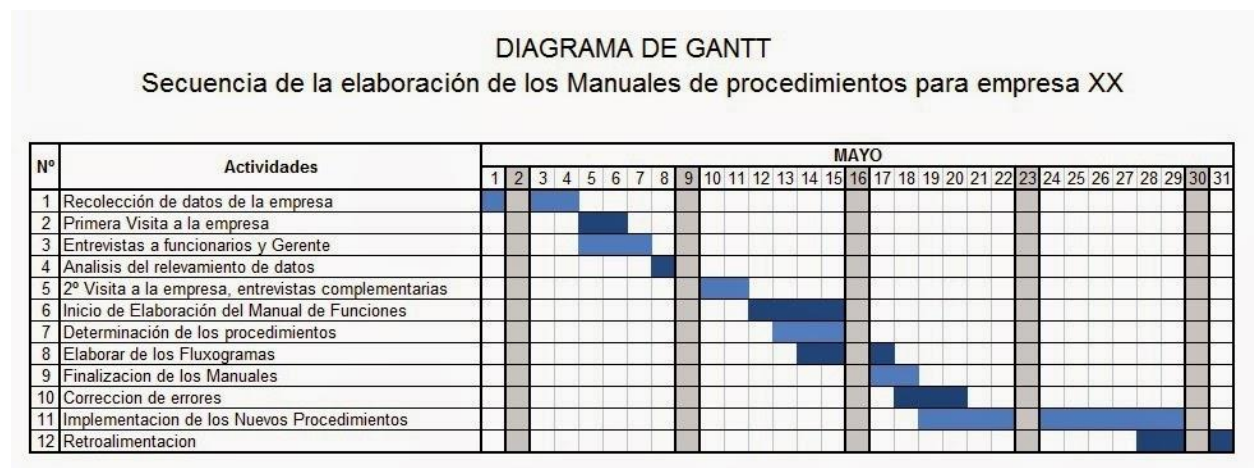 DIAGRAMA DE GANTT
Secuencia de la elaboración de los Manuales de procedimientos para empresa XX
Nº Actividades MAYO
1 2 3 4 5 6 7 8 9 10 11 12 13 14 15 16 17 18 19 20 21 22 23 24 25 26 27 28 29 30 31
1 Recolección de datos de la empresa
2 Primera Visita a la empresa
3 Entrevistas a funcionarios y Gerente
4 Analisis del relevamiento de datos
5 2º Visita a la empresa, entrevistas complementarias
6 Inicio de Elaboración del Manual de Funciones
7 Determinación de los procedimientos
8 Elaborar de los Fluxogramas
9 Finalizacion de los Manuales
10 Correccion de errores
11 Implementacion de los Nuevos Procedimientos
12 Retroalimentacion